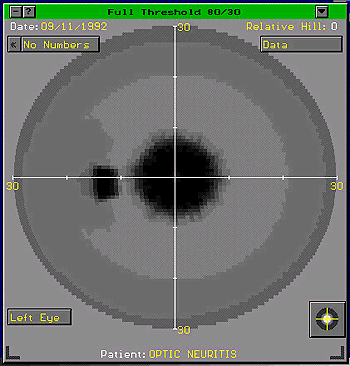 Full Threshold 80/30
Date: 09/11/1992 Relative Hill: 0
« No Numbers Data
30
30 30
30
Left Eye
Patient: OPTIC NEURITIS